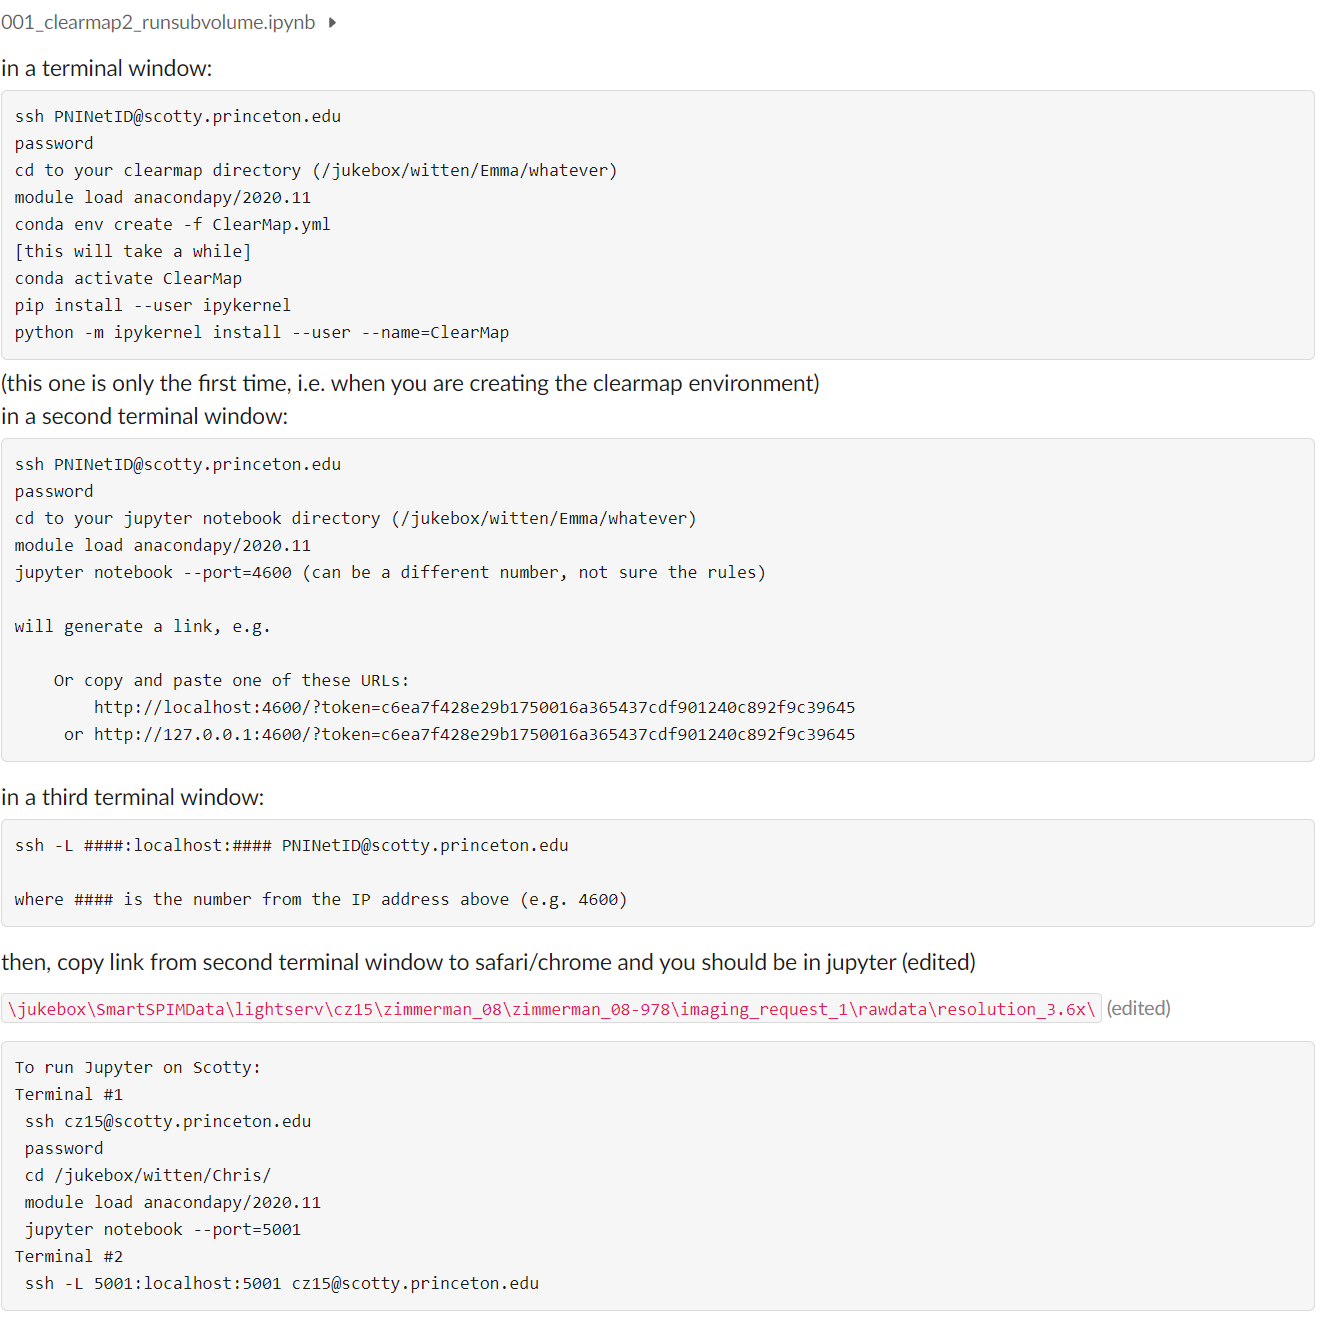 001_clearmap2_runsubvolume.ipynb
in a terminal window:
ssh PNINetID@scotty.princeton.edu
password
cd to your clearmap directory (/jukebox/witten/Emma/whatever)
module load anacondapy/2020.11
conda env create -f ClearMap.yml
[this will take a while]
conda activate ClearMap
pip install --user ipykernel
python -m ipykernel install --user --name=ClearMap
(this one is only the first time, i.e. when you are creating the clearmap environment)
in a second terminal window:
ssh PNINetID@scotty.princeton.edu
password
cd to your jupyter notebook directory (/jukebox/witten/Emma/whatever)
module load anacondapy/2020.11
jupyter notebook --port=4600 (can be a different number, not sure the rules)
will generate a link, e.g.
Or copy and paste one of these URLs:
http://localhost:4600/?token=c6ea7f428e29b1750016a365437cdf901240c892f9c39645
or http://127.0.0.1:4600/?token=c6ea7f428e29b1750016a365437cdf901240c892f9c39645
in a third terminal window:
ssh -L ####:localhost:#### PNINetID@scotty.princeton.edu
where #### is the number from the IP address above (e.g. 4600)
then, copy link from second terminal window to safari/chrome and you should be in jupyter (edited)
\jukebox\SmartSPIMData\lightserv\cz15\zimmerman_08\zimmerman_08-978\imaging_request_1\rawdata\resolution_3.6x\ (edited)
To run Jupyter on Scotty:
Terminal #1
ssh cz15@scotty.princeton.edu
password
cd /jukebox/witten/Chris/
module load anacondapy/2020.11
jupyter notebook --port=5001
Terminal #2
ssh -L 5001:localhost:5001 cz15@scotty.princeton.edu